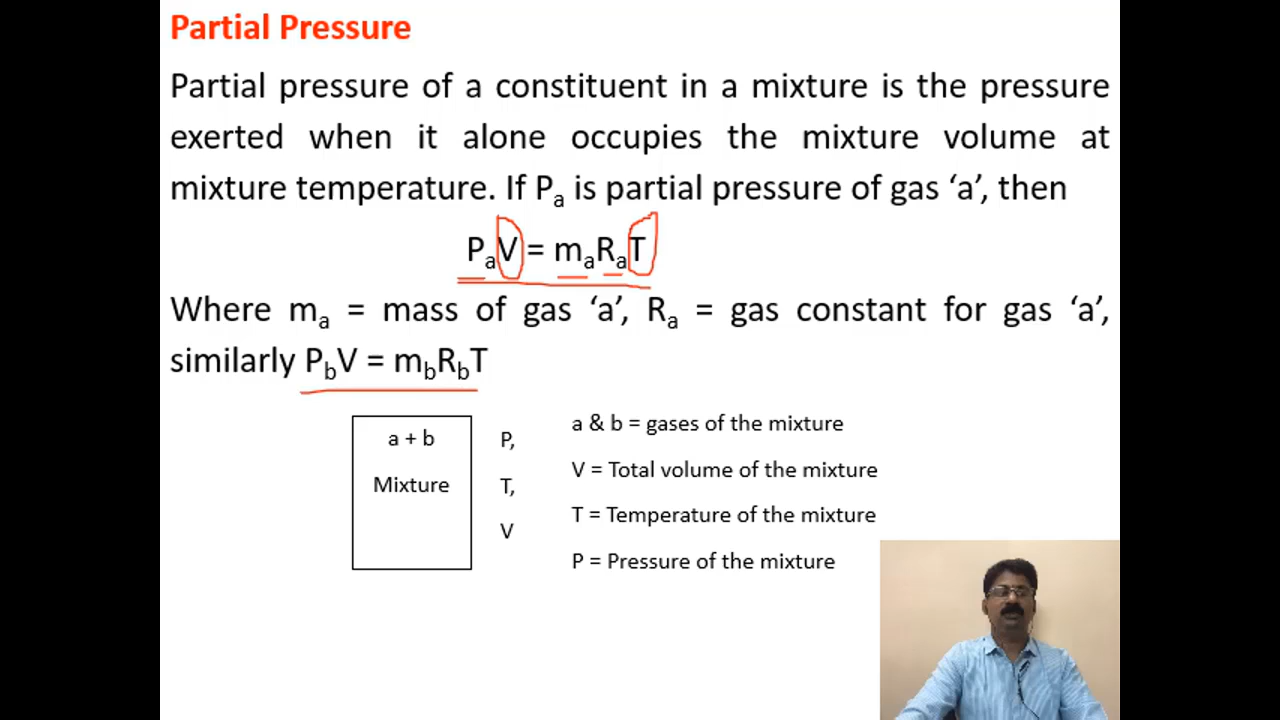 Partial Pressure
Partial pressure of a constituent in a mixture is the pressure
exerted when it alone occupies the mixture volume at
mixture temperature. If Pₐ is partial pressure of gas ‘a’, then
PₐV = mₐRₐT
Where mₐ = mass of gas ‘a’, Rₐ = gas constant for gas ‘a’,
similarly P_bV = m_bR_bT
a + b
Mixture
P,
T,
V
a & b = gases of the mixture
V = Total volume of the mixture
T = Temperature of the mixture
P = Pressure of the mixture